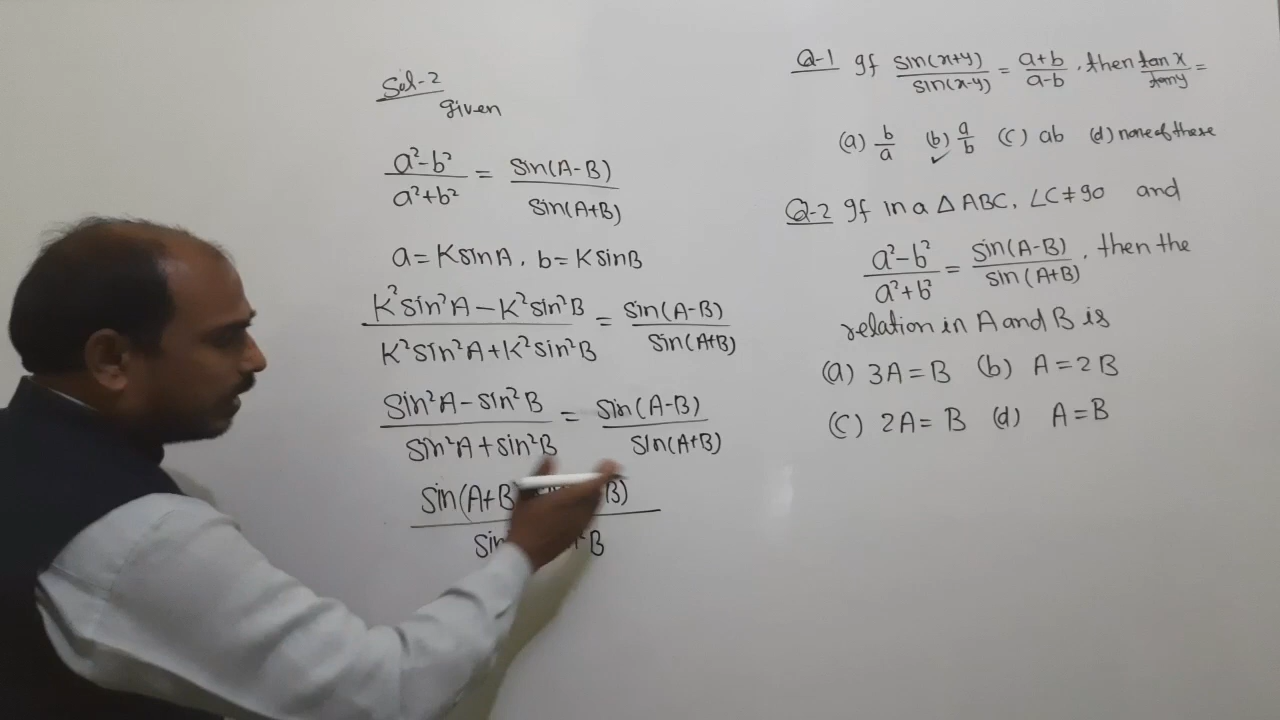 Sol-2
given
a²-b² / a²+b² = sin(A-B) / sin(A+B)
a=KsinA, b=KsinB
K²sin²A-K²sin²B / K²sin²A+K²sin²B = sin(A-B) / sin(A+B)
sin²A-sin²B / sin²A+sin²B = sin(A-B) / sin(A+B)
sin(A+B B)
sin B
Q-1 If sin(x+y) / sin(x-y) = a+b / a-b, then tan x / tan y =
(a) b/a (b) a/b (c) ab (d) none of these
✓
Q-2 If in a △ABC, ∠C≠90 and
a²-b² / a²+b² = sin(A-B) / sin(A+B), then the
relation in A and B is
(a) 3A=B (b) A=2B
(c) 2A=B (d) A=B